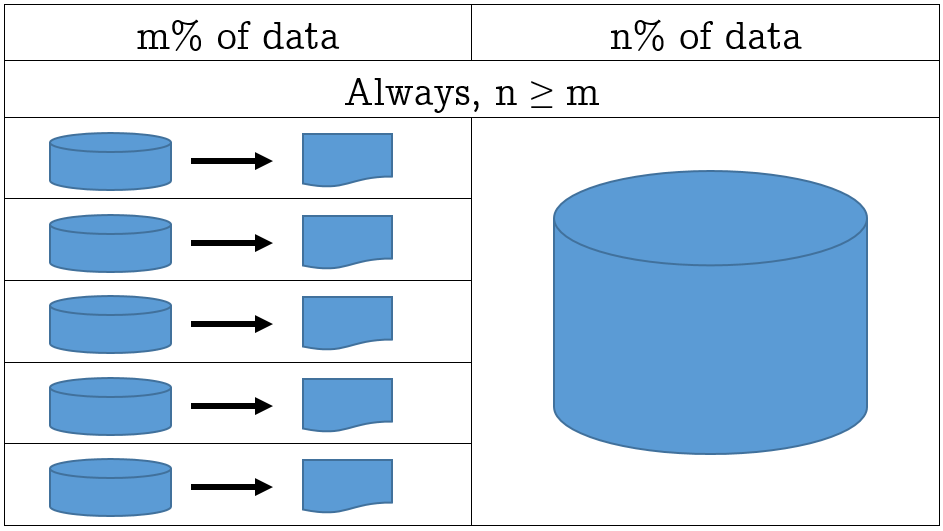 m% of data
n% of data
Always, n ≥ m